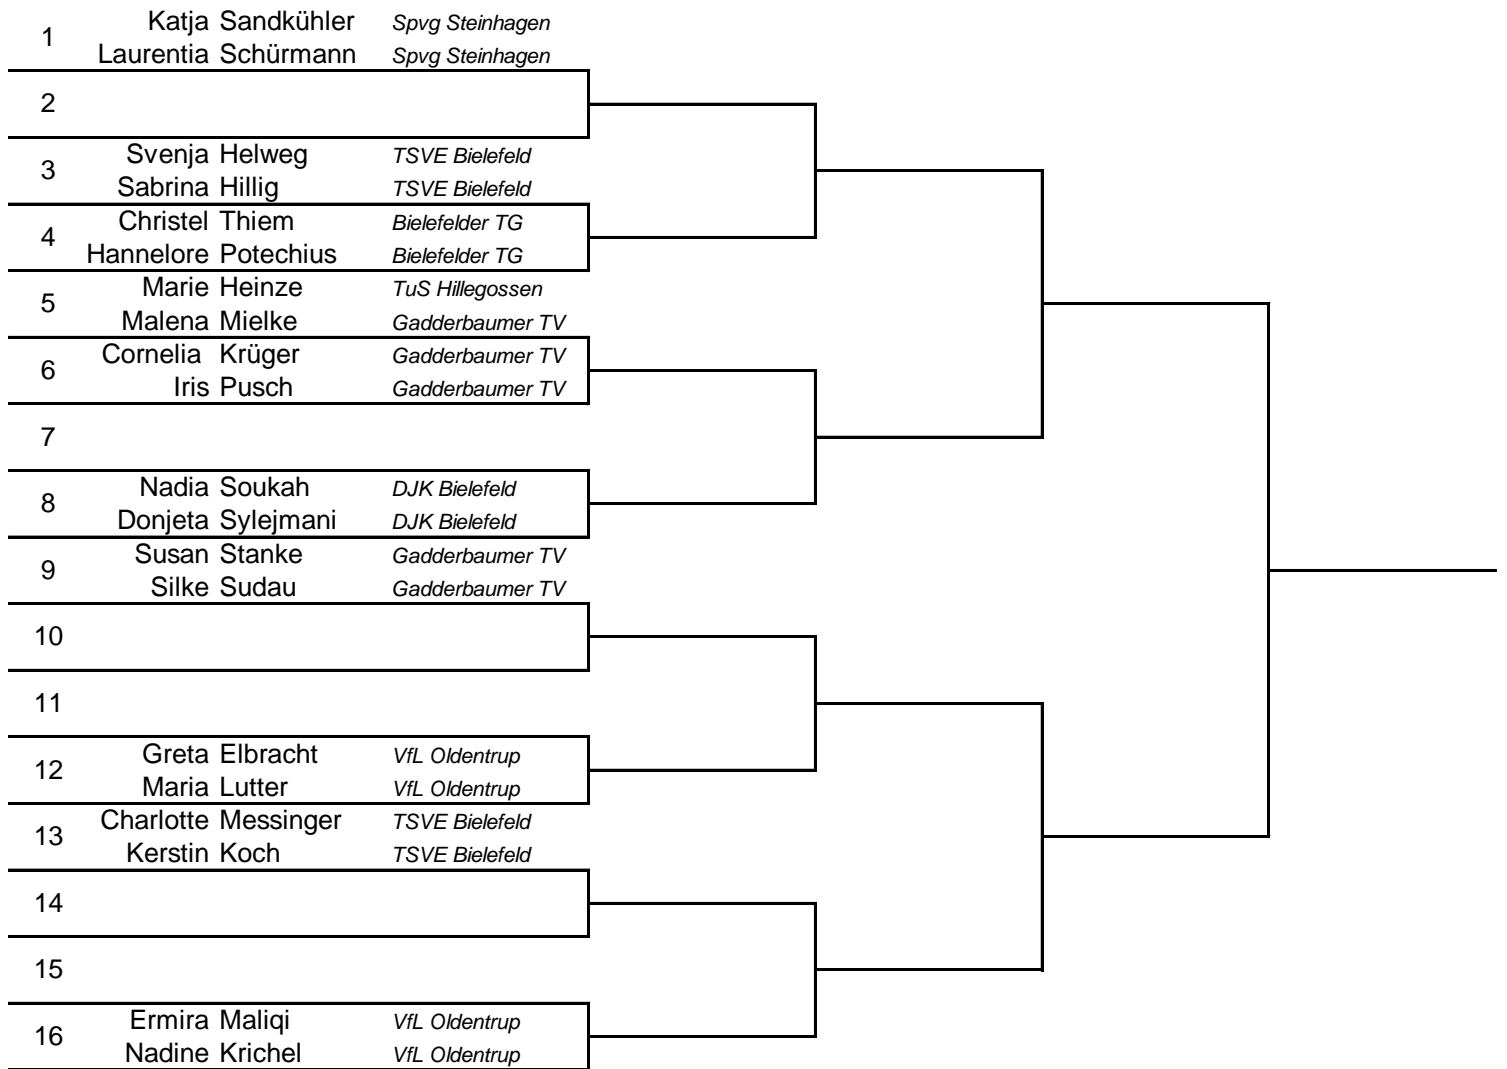 1
Katja Sandkühler Spvg Steinhagen
Laurentia Schürmann Spvg Steinhagen
2
3
Svenja Helweg TSVE Bielefeld
Sabrina Hillig TSVE Bielefeld
4
Christel Thiem Bielefelder TG
Hannelore Potechius Bielefelder TG
5
Marie Heinze TuS Hillegossen
Malena Mielke Gadderbaumer TV
6
Cornelia Krüger Gadderbaumer TV
Iris Pusch Gadderbaumer TV
7
8
Nadia Soukah DJK Bielefeld
Donjeta Sylejmani DJK Bielefeld
9
Susan Stanke Gadderbaumer TV
Silke Sudau Gadderbaumer TV
10
11
12
Greta Elbracht VfL Oldentrup
Maria Lutter VfL Oldentrup
13
Charlotte Messinger TSVE Bielefeld
Kerstin Koch TSVE Bielefeld
14
15
16
Ermira Maliqi VfL Oldentrup
Nadine Krichel VfL Oldentrup